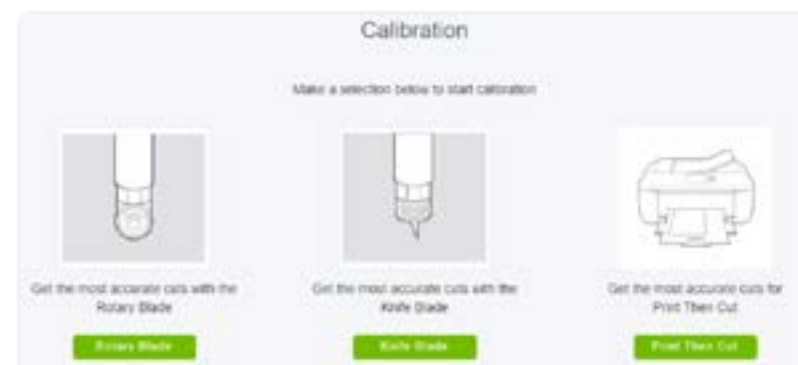 Calibration
Make a selection below to start calibration
Get the most accurate cuts with the
Rotary Blade
Rotary Blade
Get the most accurate cuts with the
Knife Blade
Knife Blade
Get the most accurate cuts for
Print Then Cut
Print Then Cut